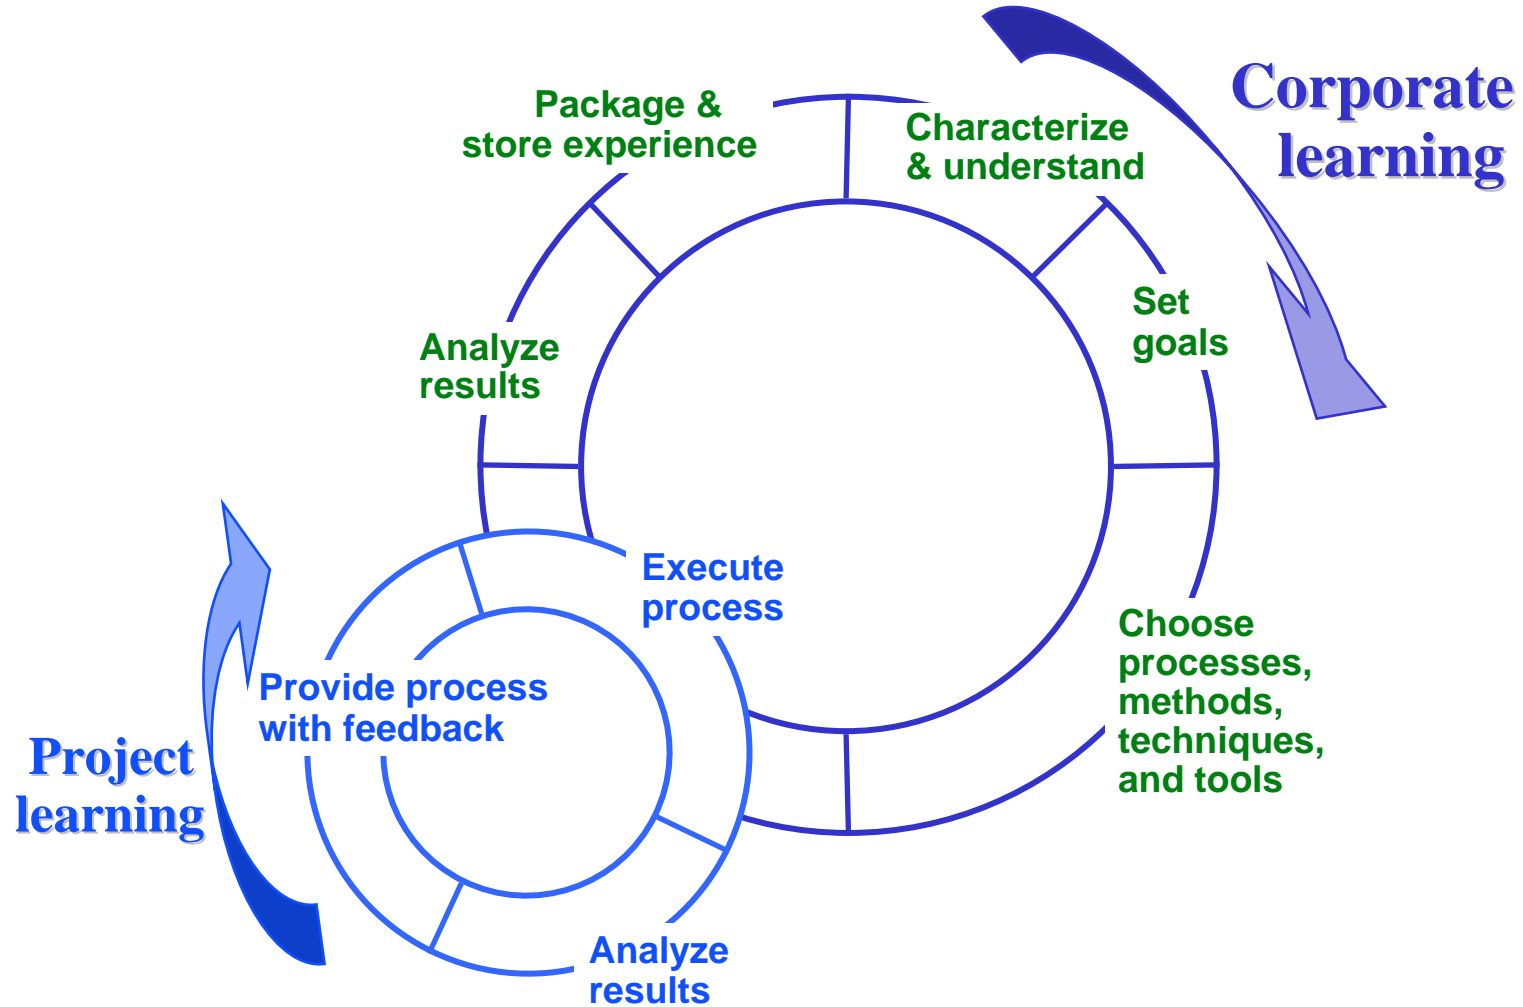 Corporate
learning
Package &
store experience
Characterize
& understand
Set
goals
Analyze
results
Execute
process
Choose
processes,
methods,
techniques,
and tools
Provide process
with feedback
Project
learning
Analyze
results